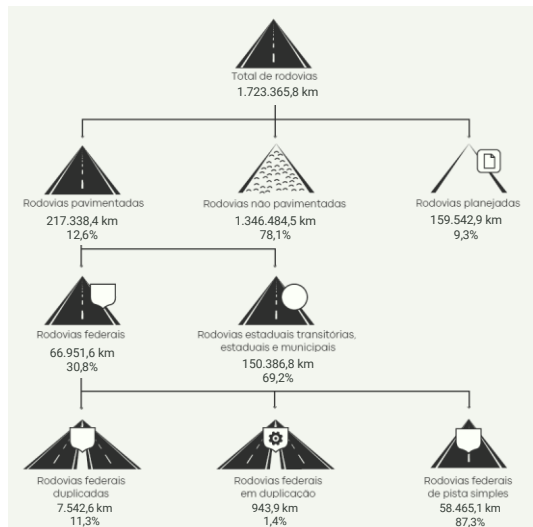 Total de rodovias
1.723.365,8 km
Rodovias pavimentadas
217.338,4 km
12,6%
Rodovias não pavimentadas
1.346.484,5 km
78,1%
Rodovias planejadas
159.542,9 km
9,3%
Rodovias federais
66.951,6 km
30,8%
Rodovias estaduais transitórias,
estaduais e municipais
150.386,8 km
69,2%
Rodovias federais
duplicadas
7.542,6 km
11,3%
Rodovias federais
em duplicação
943,9 km
1,4%
Rodovias federais
de pista simples
58.465,1 km
87,3%